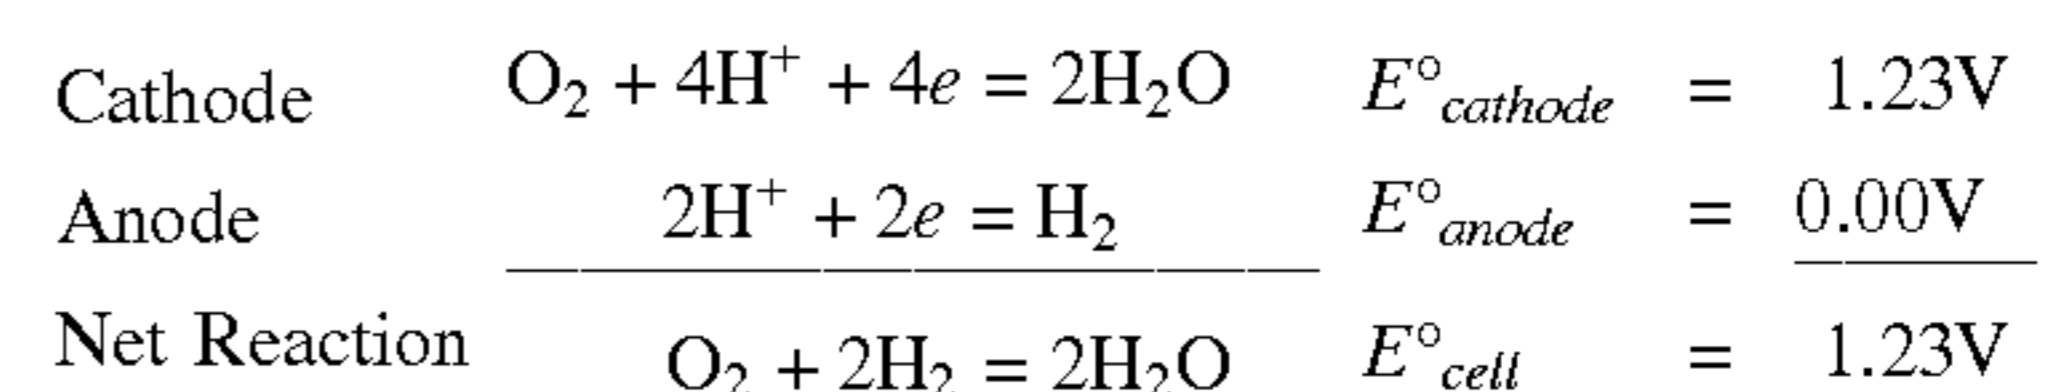 Cathode O₂ + 4H⁺ + 4e = 2H₂O E°cathode = 1.23V
Anode 2H⁺ + 2e = H₂ E°anode = 0.00V
Net Reaction O₂ + 2H₂ = 2H₂O E°cell = 1.23V